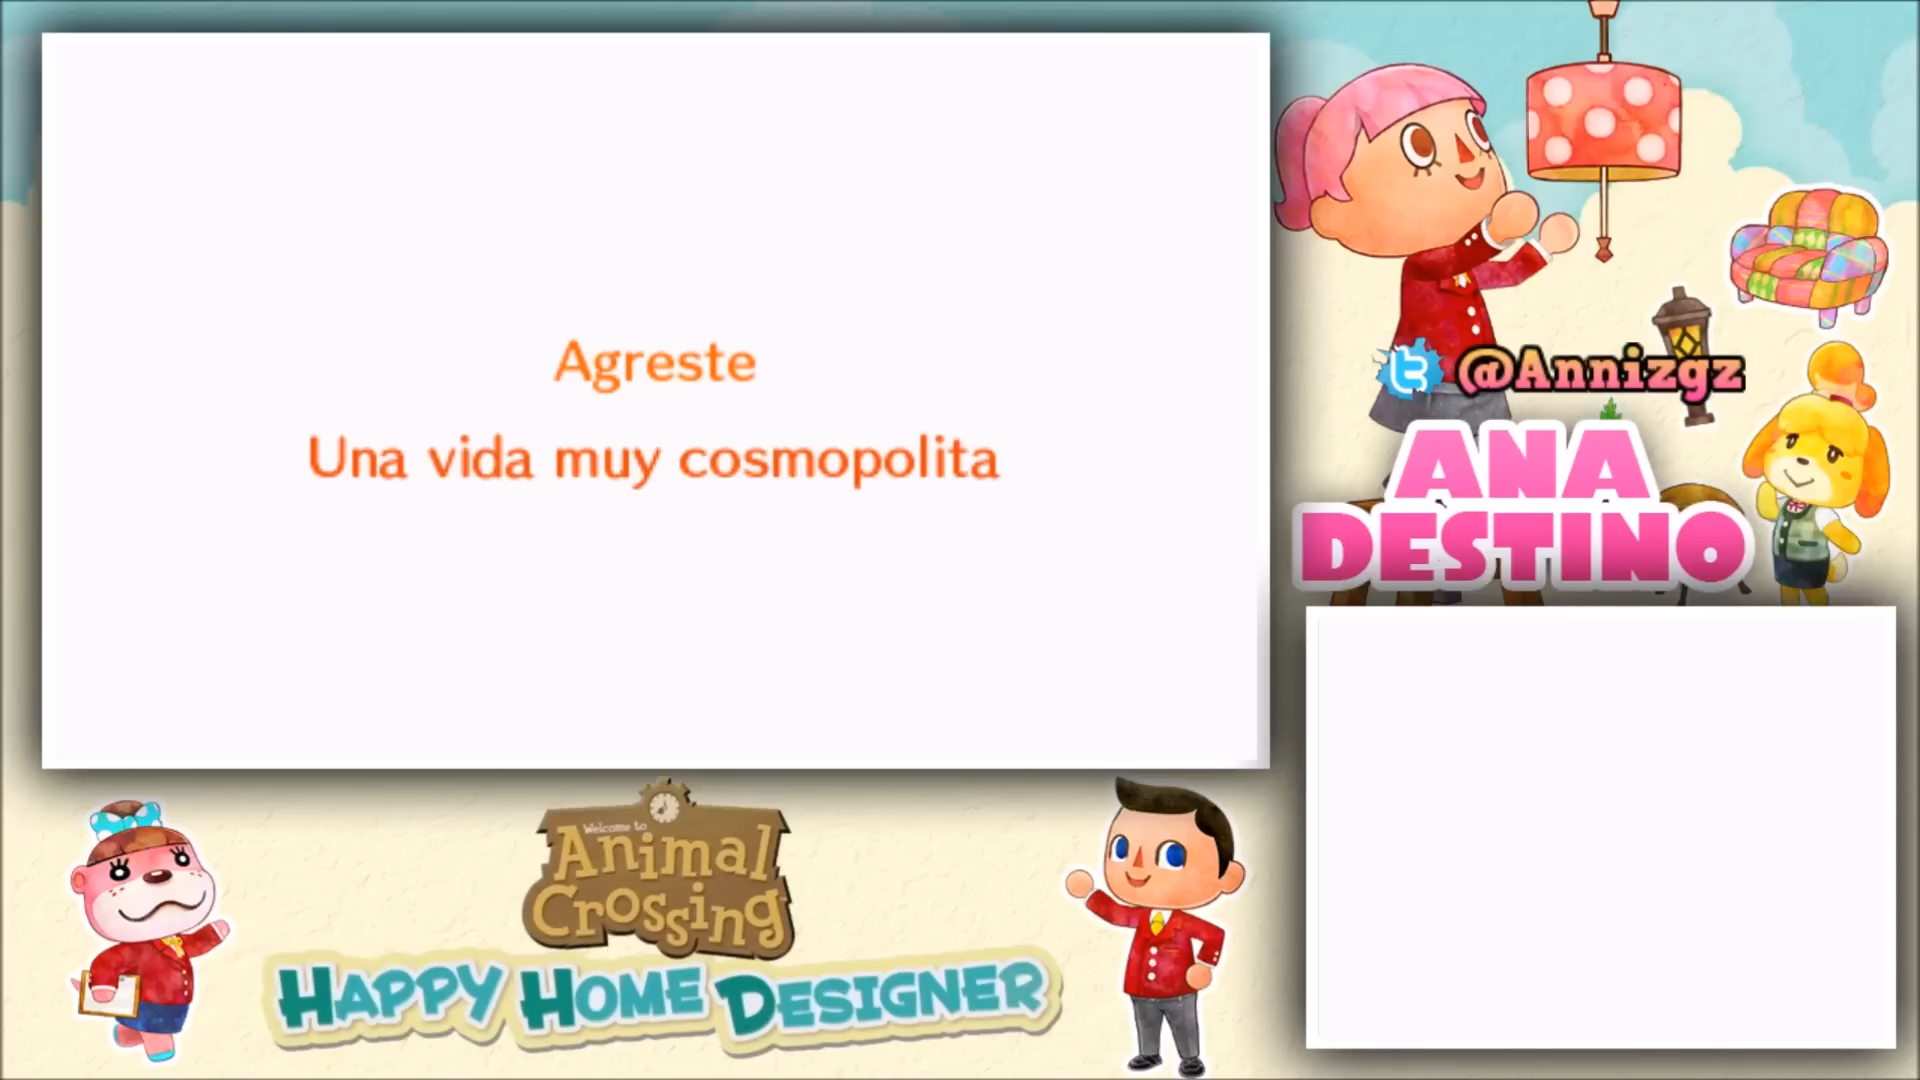 Agreste
Una vida muy cosmopolita
@Annizgz
ANA
DESTINO
Welcome to
Animal
Crossing
HAPPY HOME DESIGNER